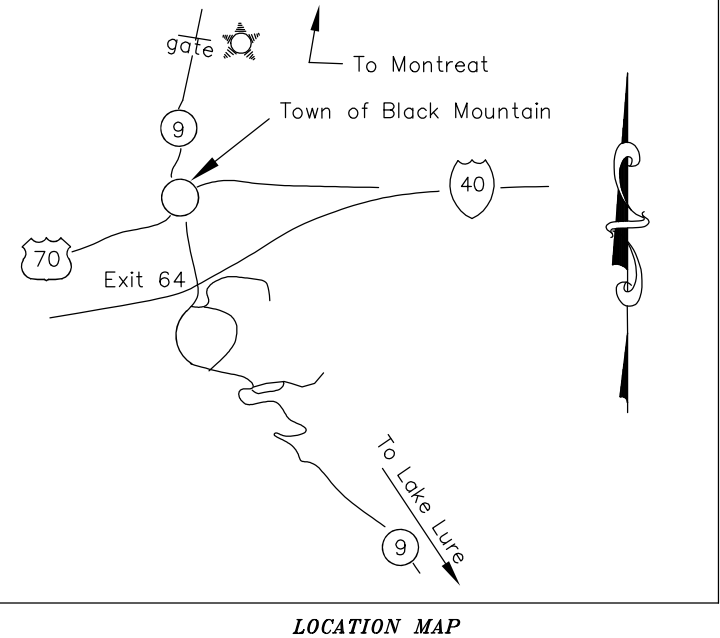 gate
To Montreat
Town of Black Mountain
9
40
70
Exit 64
To Lake Lure
9
LOCATION MAP